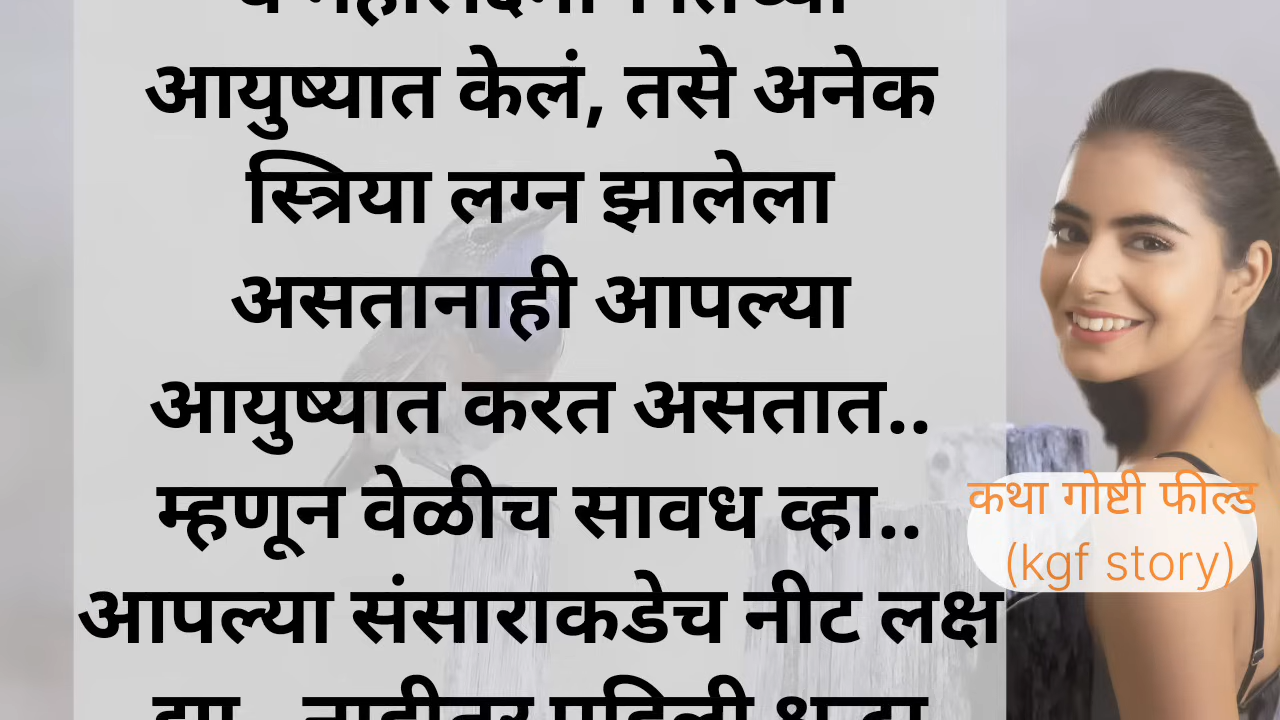 आयुष्यात केलं, तसे अनेक
स्त्रिया लग्न झालेला
असतानाही आपल्या
आयुष्यात करत असतात..
म्हणून वेळीच सावध व्हा..
आपल्या संसाराकडेच नीट लक्ष
कथा गोष्टी फील्ड
(kgf story)